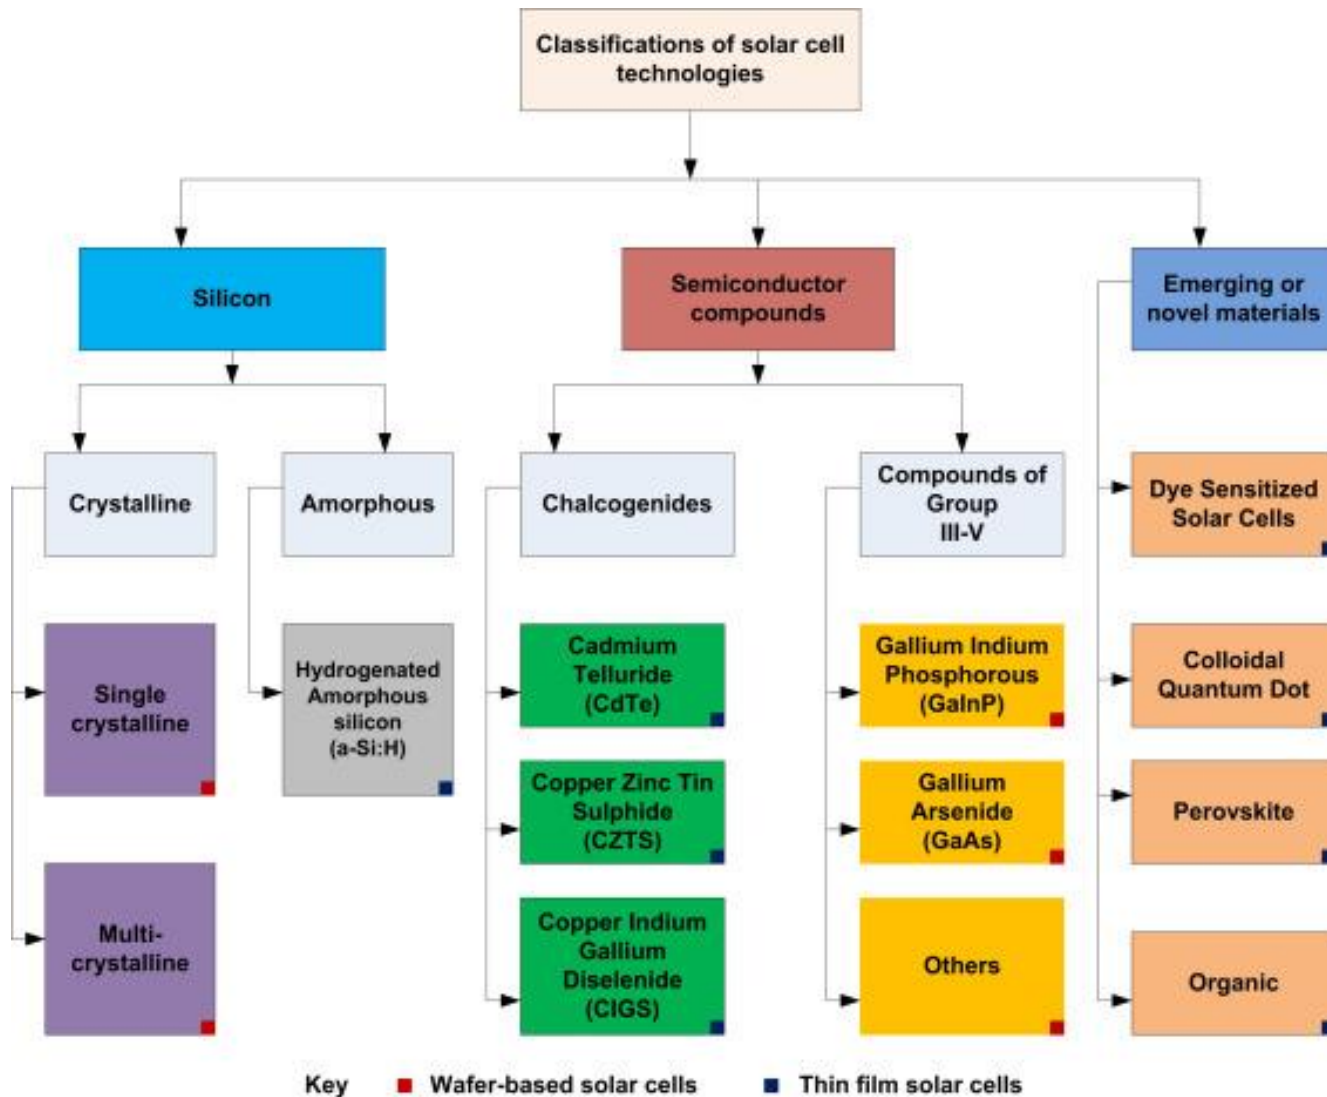 Classifications of solar cell
technologies
Silicon
Semiconductor
compounds
Emerging or
novel materials
Crystalline
Amorphous
Chalcogenides
Compounds of
Group
III-V
Dye Sensitized
Solar Cells
Single
crystalline
Hydrogenated
Amorphous
silicon
(a-Si:H)
Cadmium
Telluride
(CdTe)
Gallium Indium
Phosphorous
(GaInP)
Colloidal
Quantum Dot
Copper Zinc Tin
Sulphide
(CZTS)
Gallium
Arsenide
(GaAs)
Perovskite
Multi-
crystalline
Copper Indium
Gallium
Diselenide
(CIGS)
Others
Organic
Key
Wafer-based solar cells
Thin film solar cells